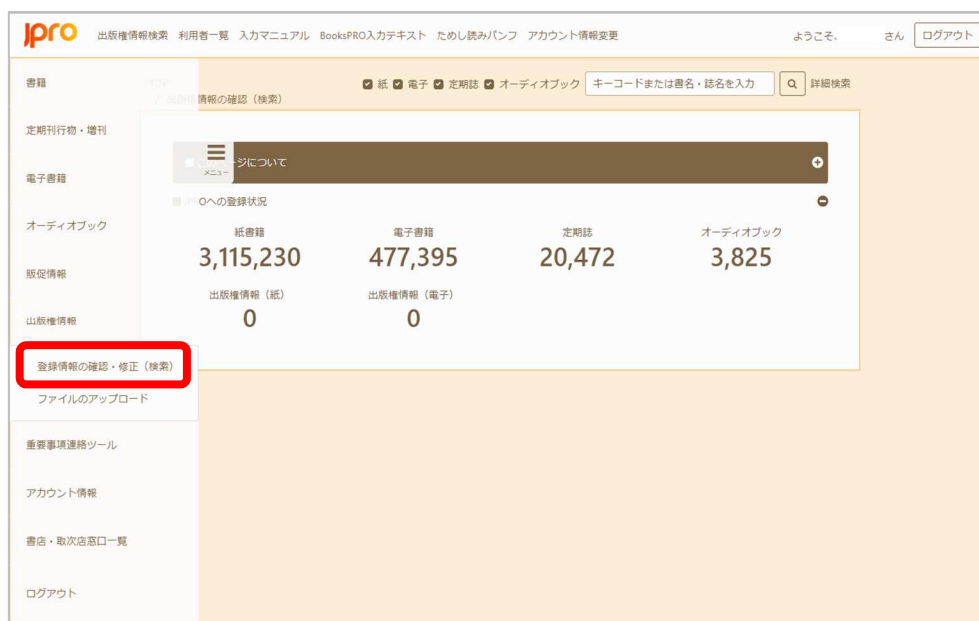 Jpro 出版権情報検索 利用者一覧 入力マニュアル BooksPRO入力テキスト ためし読みパンフ アカウント情報変更 ようこそ、 さん ログアウト
書籍
定期刊行物・増刊
電子書籍
オーディオブック
販促情報
出版権情報
登録情報の確認・修正（検索）
ファイルのアップロード
重要事項連絡ツール
アカウント情報
書店・取次店窓口一覧
ログアウト
紙 電子 定期誌 オーディオブック キーコードまたは書名・誌名を入力 詳細検索
情報の確認（検索）
メニュー
ージについて
Oへの登録状況
紙書籍 電子書籍 定期誌 オーディオブック
3,115,230 477,395 20,472 3,825
出版権情報（紙） 出版権情報（電子）
0 0